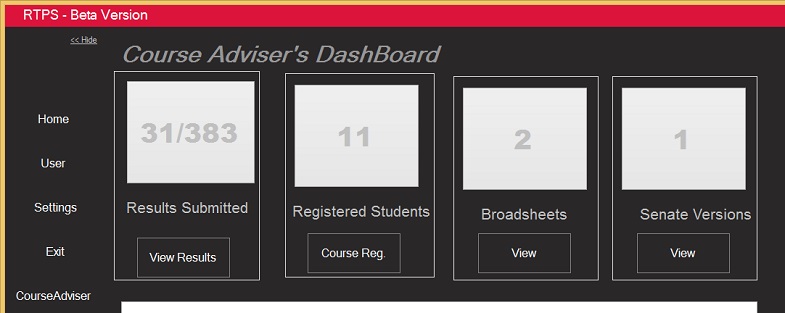 RTPS - Beta Version
<< Hide
Course Adviser's DashBoard
Home
User
Settings
Exit
CourseAdviser
31/383
Results Submitted
View Results
11
Registered Students
Course Reg.
2
Broadsheets
View
1
Senate Versions
View